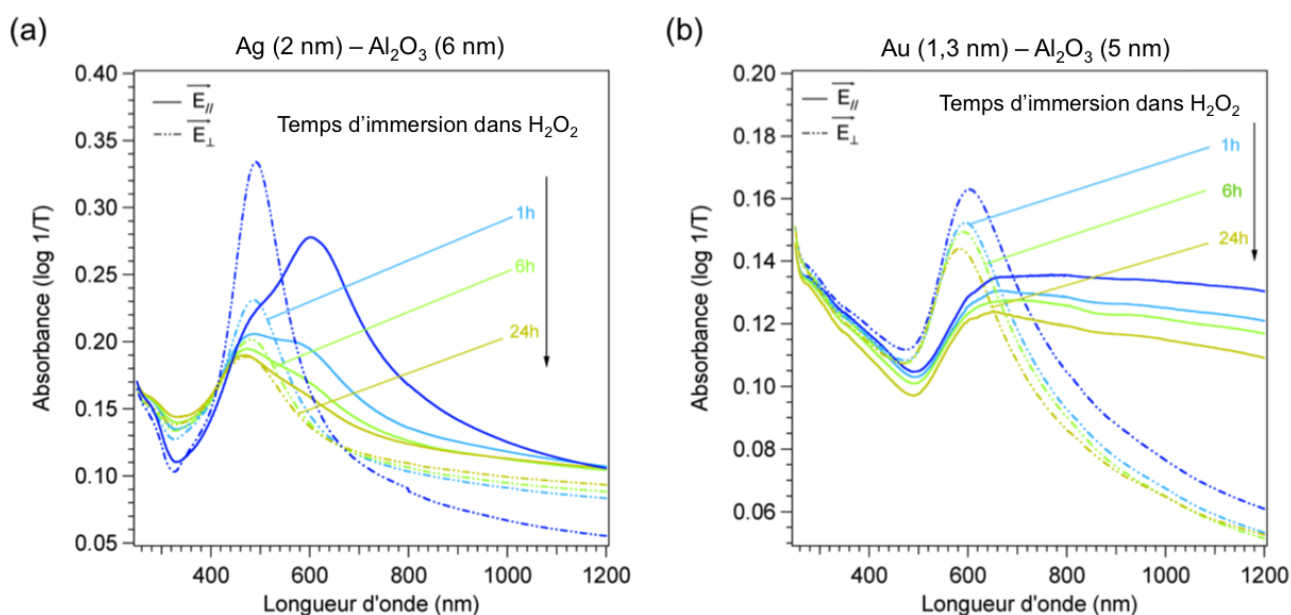 (a)
Ag (2 nm) – Al₂O₃ (6 nm)
0.40
0.35
0.30
0.25
0.20
0.15
0.10
0.05
Absorbance (log 1/T)
E//
E⊥
Temps d'immersion dans H₂O₂
1h
6h
24h
400
600
800
1000
1200
Longueur d'onde (nm)
(b)
Au (1,3 nm) – Al₂O₃ (5 nm)
0.20
0.18
0.16
0.14
0.12
0.10
0.08
0.06
Absorbance (log 1/T)
E//
E⊥
Temps d'immersion dans H₂O₂
1h
6h
24h
400
600
800
1000
1200
Longueur d'onde (nm)